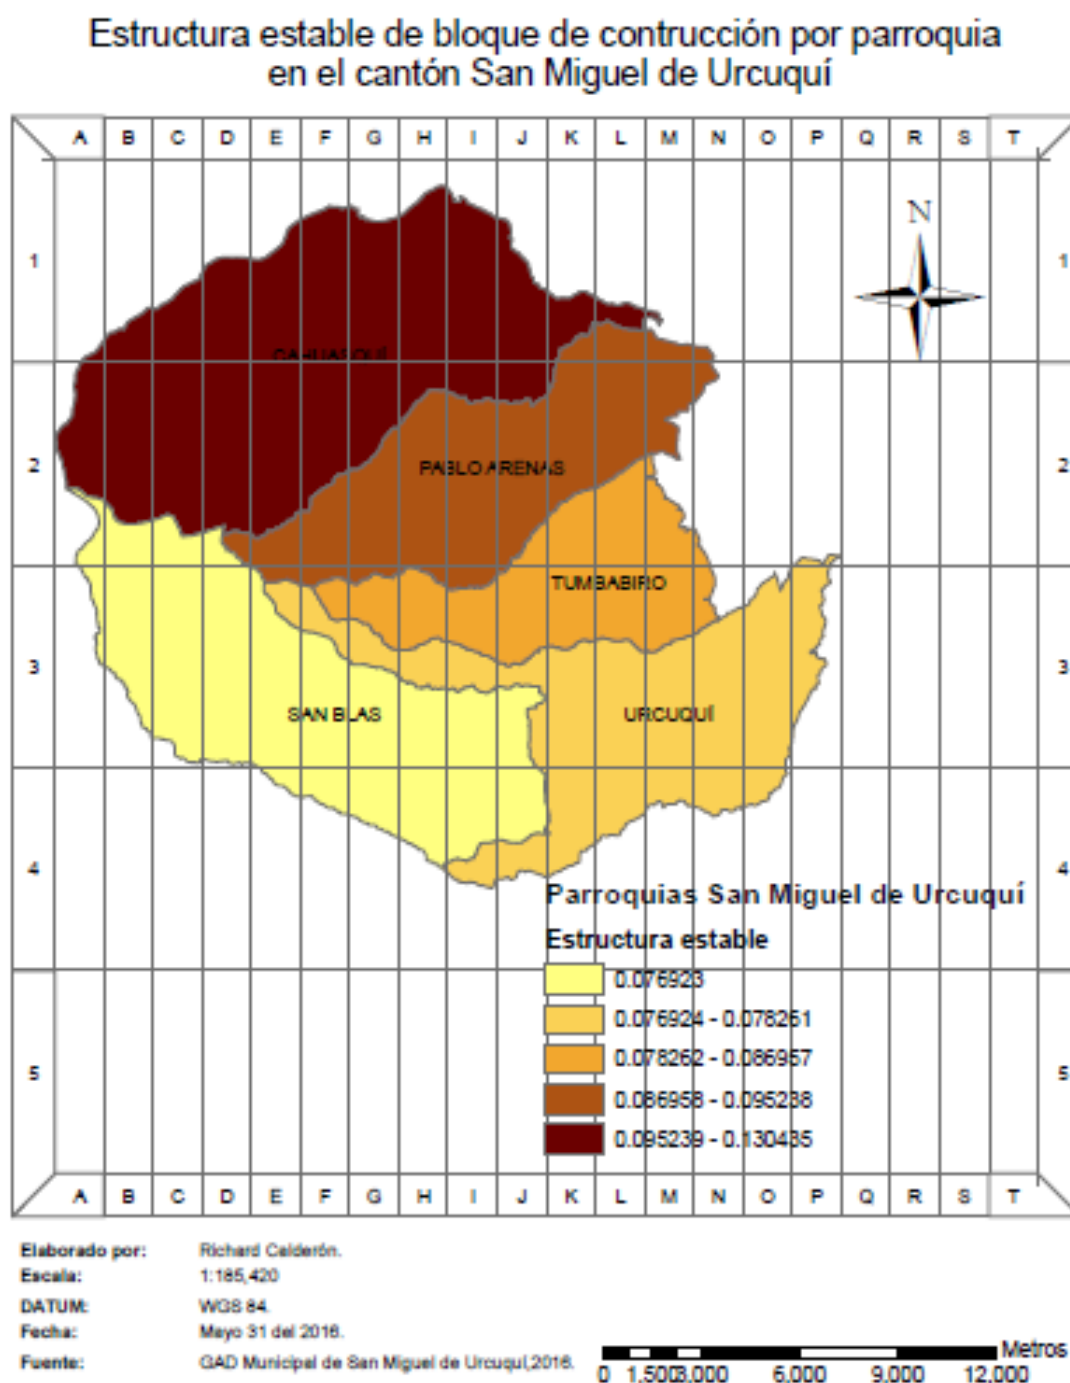 Estructura estable de bloque de contrucción por parroquia
en el cantón San Miguel de Urcuquí
A B C D E F G H I J K L M N O P Q R S T
N
1 1
CAHUASQUÍ
2 2
PABLO ARENAS
TUMBABIRO
3 3
SAN BLAS URCUQUÍ
4 4
Parroquias San Miguel de Urcuquí
Estructura estable
0.076923
0.076924 - 0.078261
0.078262 - 0.086957
0.086958 - 0.095238
5 5
0.095239 - 0.130435
A B C D E F G H I J K L M N O P Q R S T
Elaborado por: Richard Calderón.
Escala: 1:185,420
DATUM: WGS 84.
Fecha: Mayo 31 del 2016.
Fuente: GAD Municipal de San Miguel de Urcuquí,2016.
Metros
0 1.500 3.000 6.000 9.000 12.000